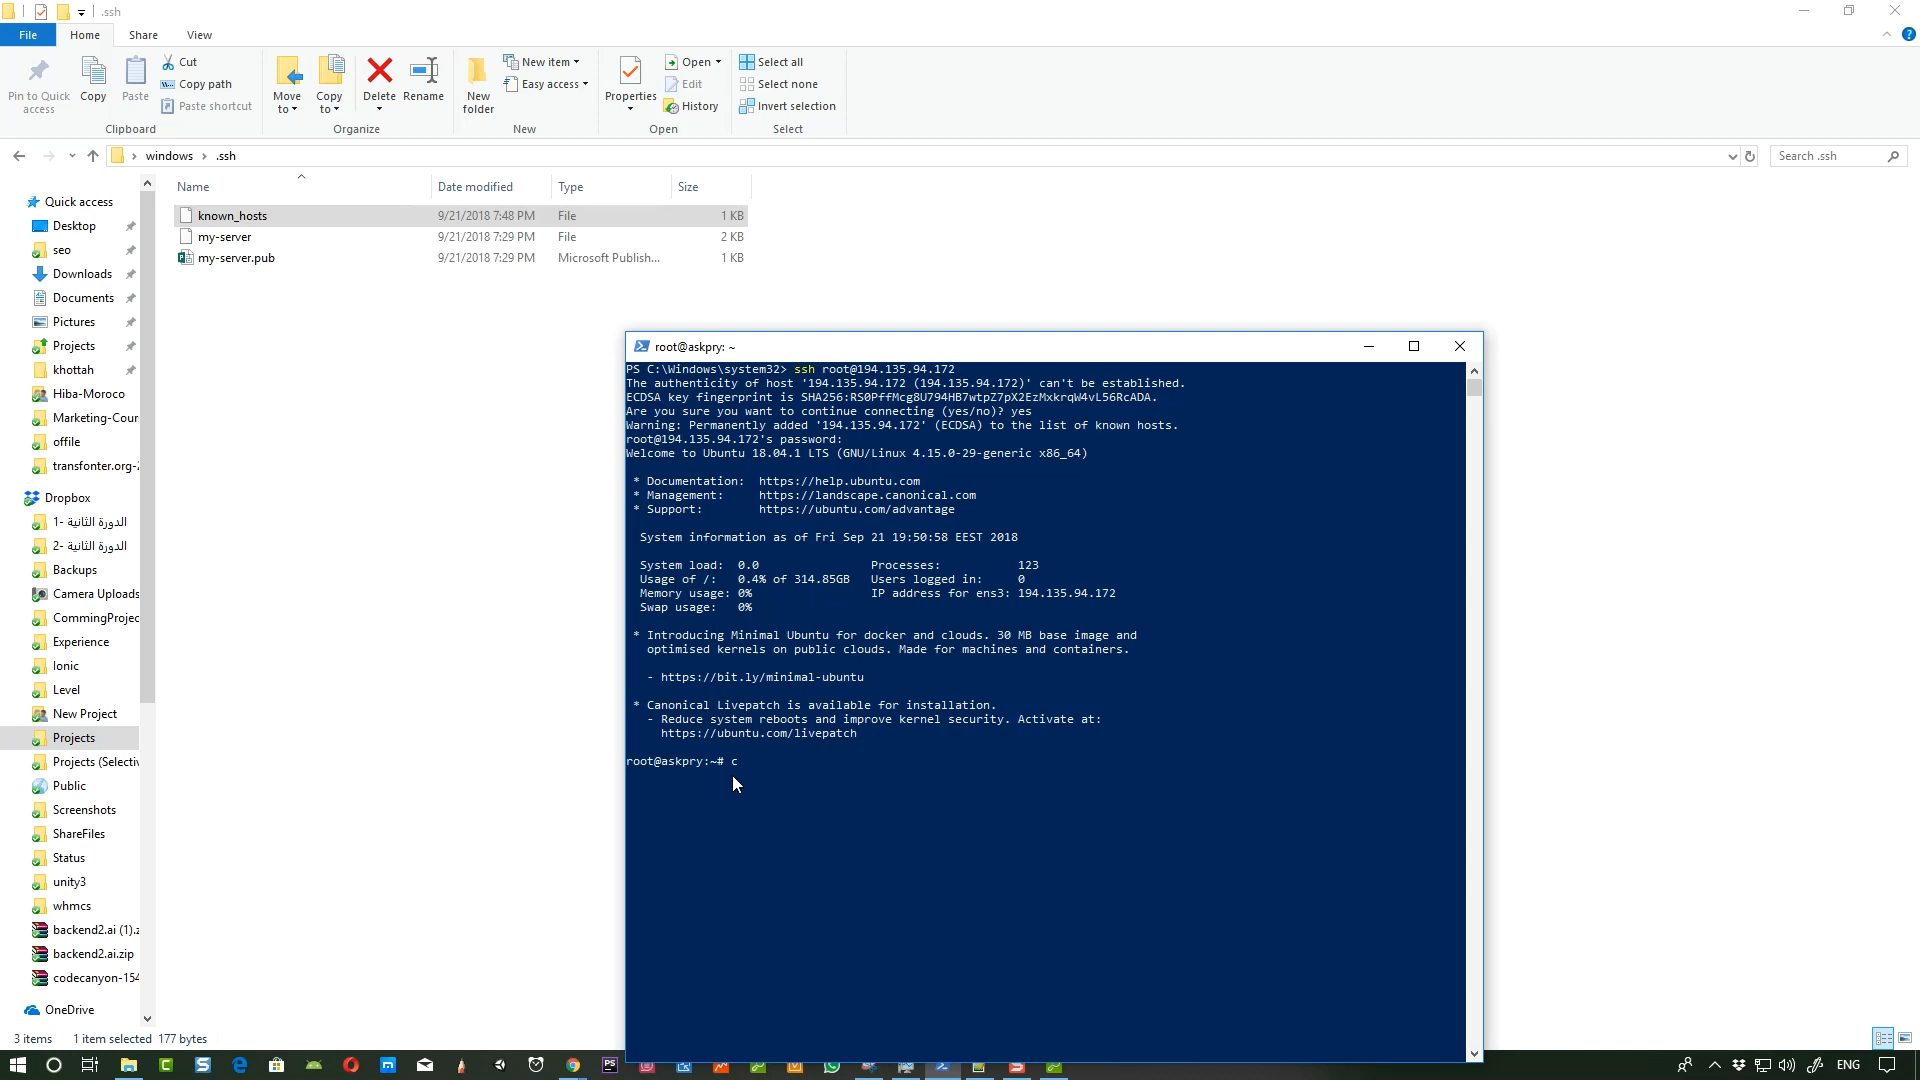 .ssh
File Home Share View
Pin to Quick access
Copy
Paste
Cut
Copy path
Paste shortcut
Clipboard
Move to
Copy to
Delete
Rename
Organize
New folder
New item
Easy access
New
Properties
Open
Edit
History
Open
Select all
Select none
Invert selection
Select
windows > .ssh
Search .ssh
Name Date modified Type Size
known_hosts 9/21/2018 7:48 PM File 1 KB
my-server 9/21/2018 7:29 PM File 2 KB
my-server.pub 9/21/2018 7:29 PM Microsoft Publish... 1 KB
Quick access
Desktop
seo
Downloads
Documents
Pictures
Projects
khottah
Hiba-Moroco
Marketing-Cour
offile
transfonter.org-2
Dropbox
1- الدورة الثانية
2- الدورة الثانية
Backups
Camera Uploads
CommingProjec
Experience
Ionic
Level
New Project
Projects
Projects (Selectiv
Public
Screenshots
ShareFiles
Status
unity3
whmcs
backend2.ai (1).z
backend2.ai.zip
codecanyon-154
OneDrive
3 items 1 item selected 177 bytes
root@askpry: ~
PS C:\Windows\system32> ssh root@194.135.94.172
The authenticity of host '194.135.94.172 (194.135.94.172)' can't be established.
ECDSA key fingerprint is SHA256:RS0PffMcg8U794HB7wtpZ7pX2EzMxkrqW4vL56RcADA.
Are you sure you want to continue connecting (yes/no)? yes
Warning: Permanently added '194.135.94.172' (ECDSA) to the list of known hosts.
root@194.135.94.172's password:
Welcome to Ubuntu 18.04.1 LTS (GNU/Linux 4.15.0-29-generic x86_64)
* Documentation: https://help.ubuntu.com
* Management: https://landscape.canonical.com
* Support: https://ubuntu.com/advantage
System information as of Fri Sep 21 19:50:58 EEST 2018
System load: 0.0 Processes: 123
Usage of /: 0.4% of 314.85GB Users logged in: 0
Memory usage: 0% IP address for ens3: 194.135.94.172
Swap usage: 0%
* Introducing Minimal Ubuntu for docker and clouds. 30 MB base image and
optimised kernels on public clouds. Made for machines and containers.
- https://bit.ly/minimal-ubuntu
* Canonical Livepatch is available for installation.
- Reduce system reboots and improve kernel security. Activate at:
https://ubuntu.com/livepatch
root@askpry:~# c
ENG